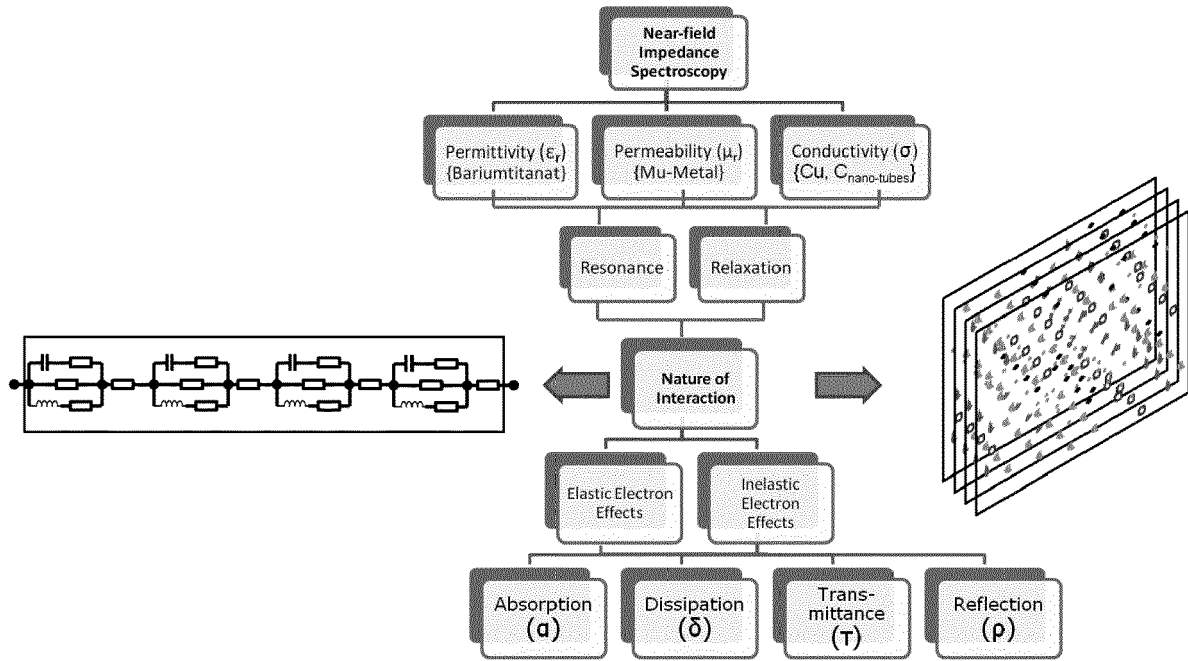 Near-field
Impedance
Spectroscopy
Permittivity (εr)
{Bariumtitanat}
Permeability (μr)
{Mu-Metal}
Conductivity (σ)
{Cu, Cnano-tubes}
Resonance
Relaxation
Nature of
Interaction
Elastic Electron
Effects
Inelastic
Electron
Effects
Absorption
(α)
Dissipation
(δ)
Trans-
mittance
(τ)
Reflection
(ρ)